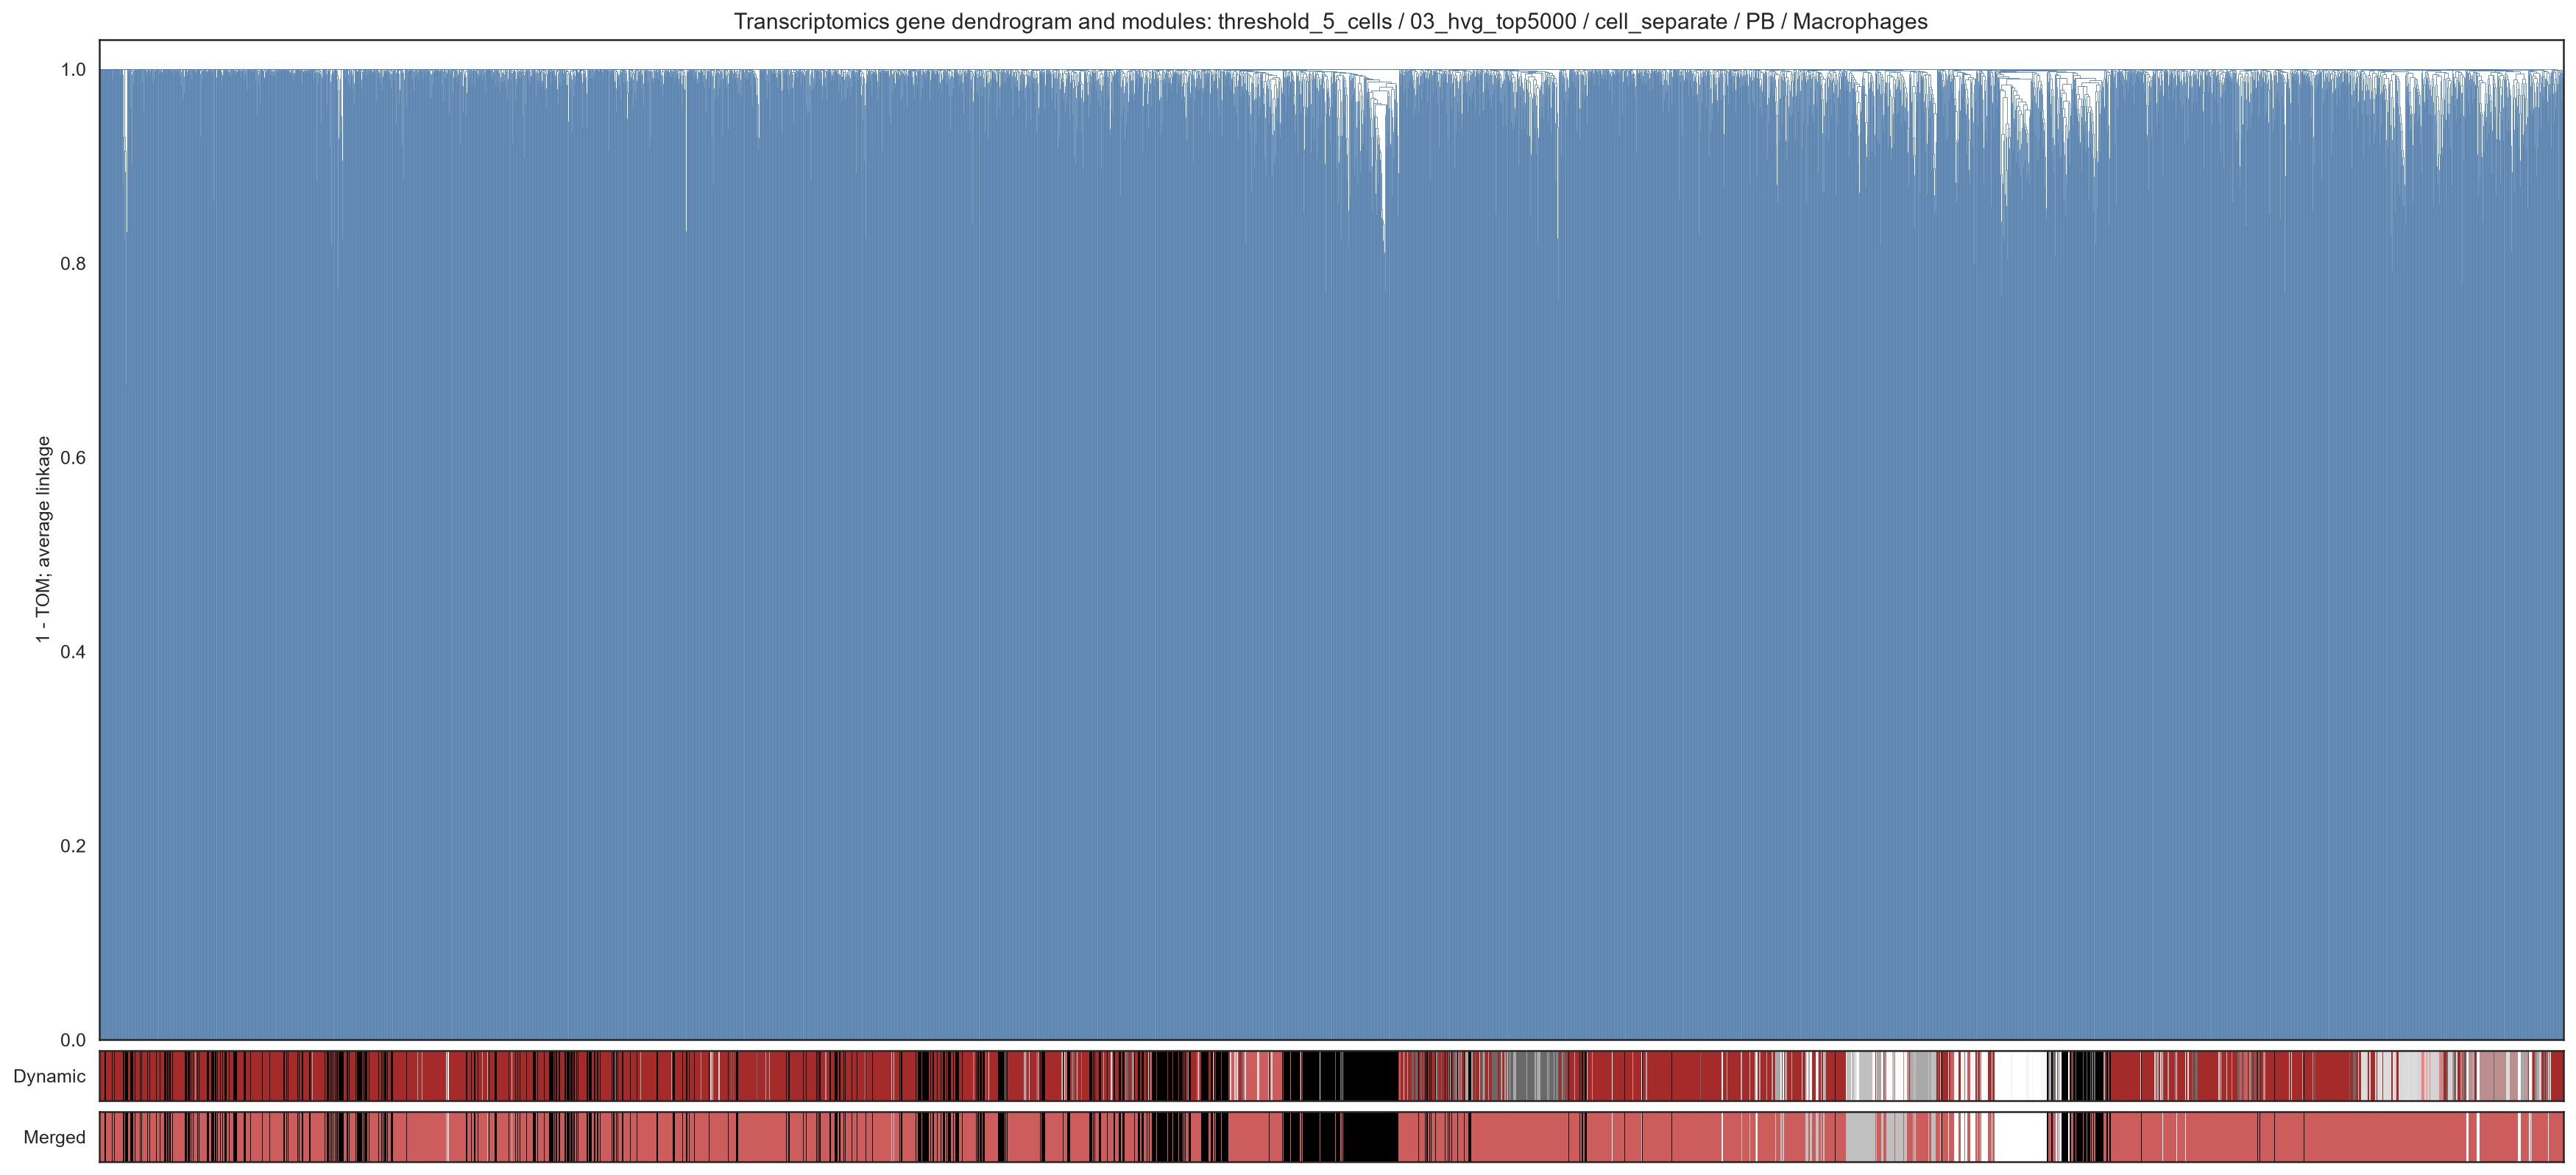 Transcriptomics gene dendrogram and modules: threshold_5_cells / 03_hvg_top5000 / cell_separate / PB / Macrophages
1.0
0.8
0.6
0.4
0.2
0.0
1 - TOM; average linkage
Dynamic
Merged